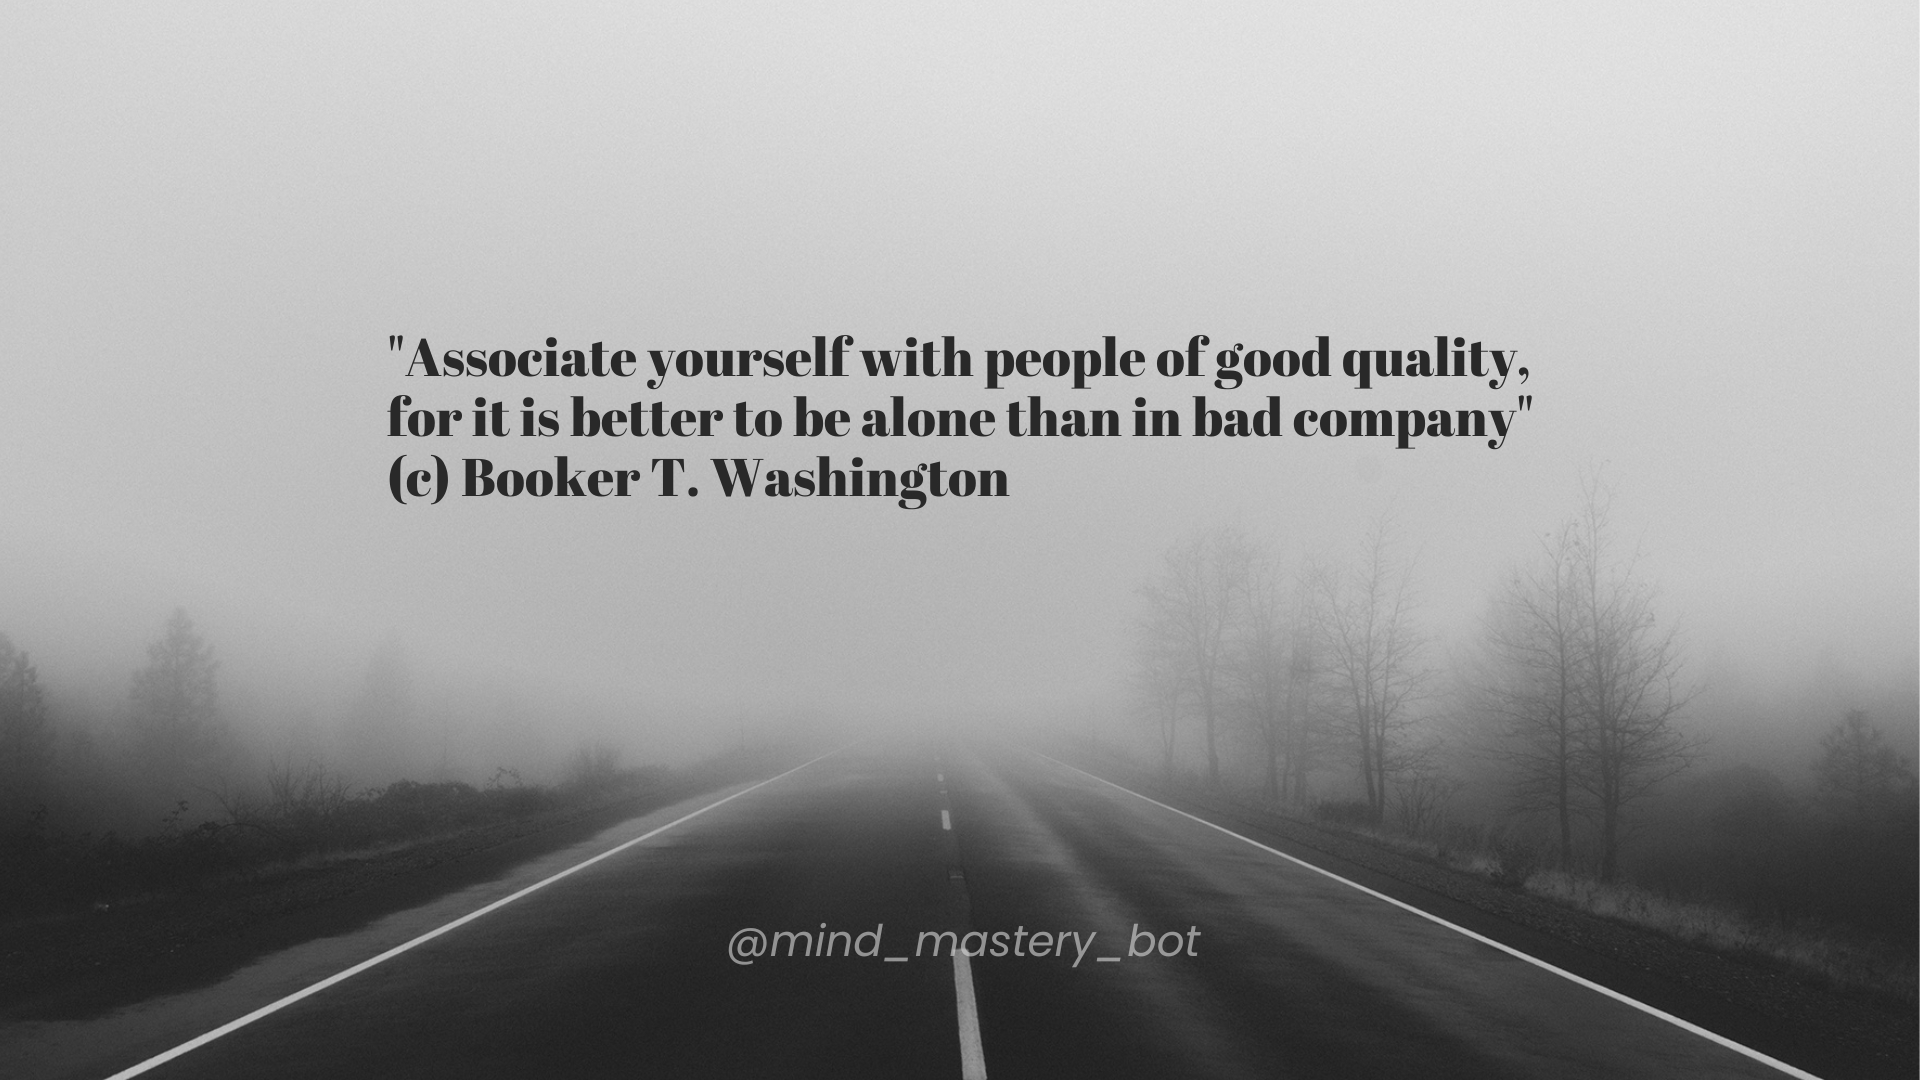 "Associate yourself with people of good quality,
for it is better to be alone than in bad company"
(c) Booker T. Washington
@mind_mastery_bot